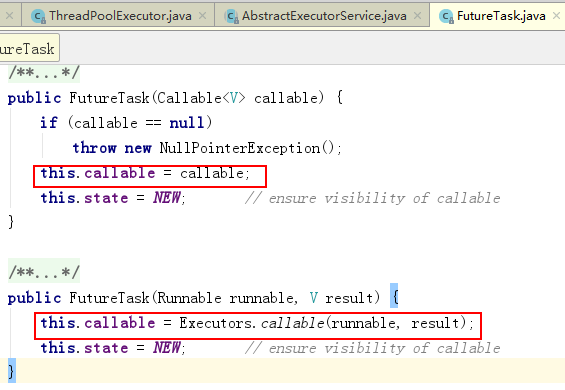 ThreadPoolExecutor.java × AbstractExecutorService.java × FutureTask.java ×
ureTask
/**...*/
public FutureTask(Callable<V> callable) {
if (callable == null)
throw new NullPointerException();
this.callable = callable;
this.state = NEW; // ensure visibility of callable
}
/**...*/
public FutureTask(Runnable runnable, V result) {
this.callable = Executors.callable(runnable, result);
this.state = NEW; // ensure visibility of callable
}